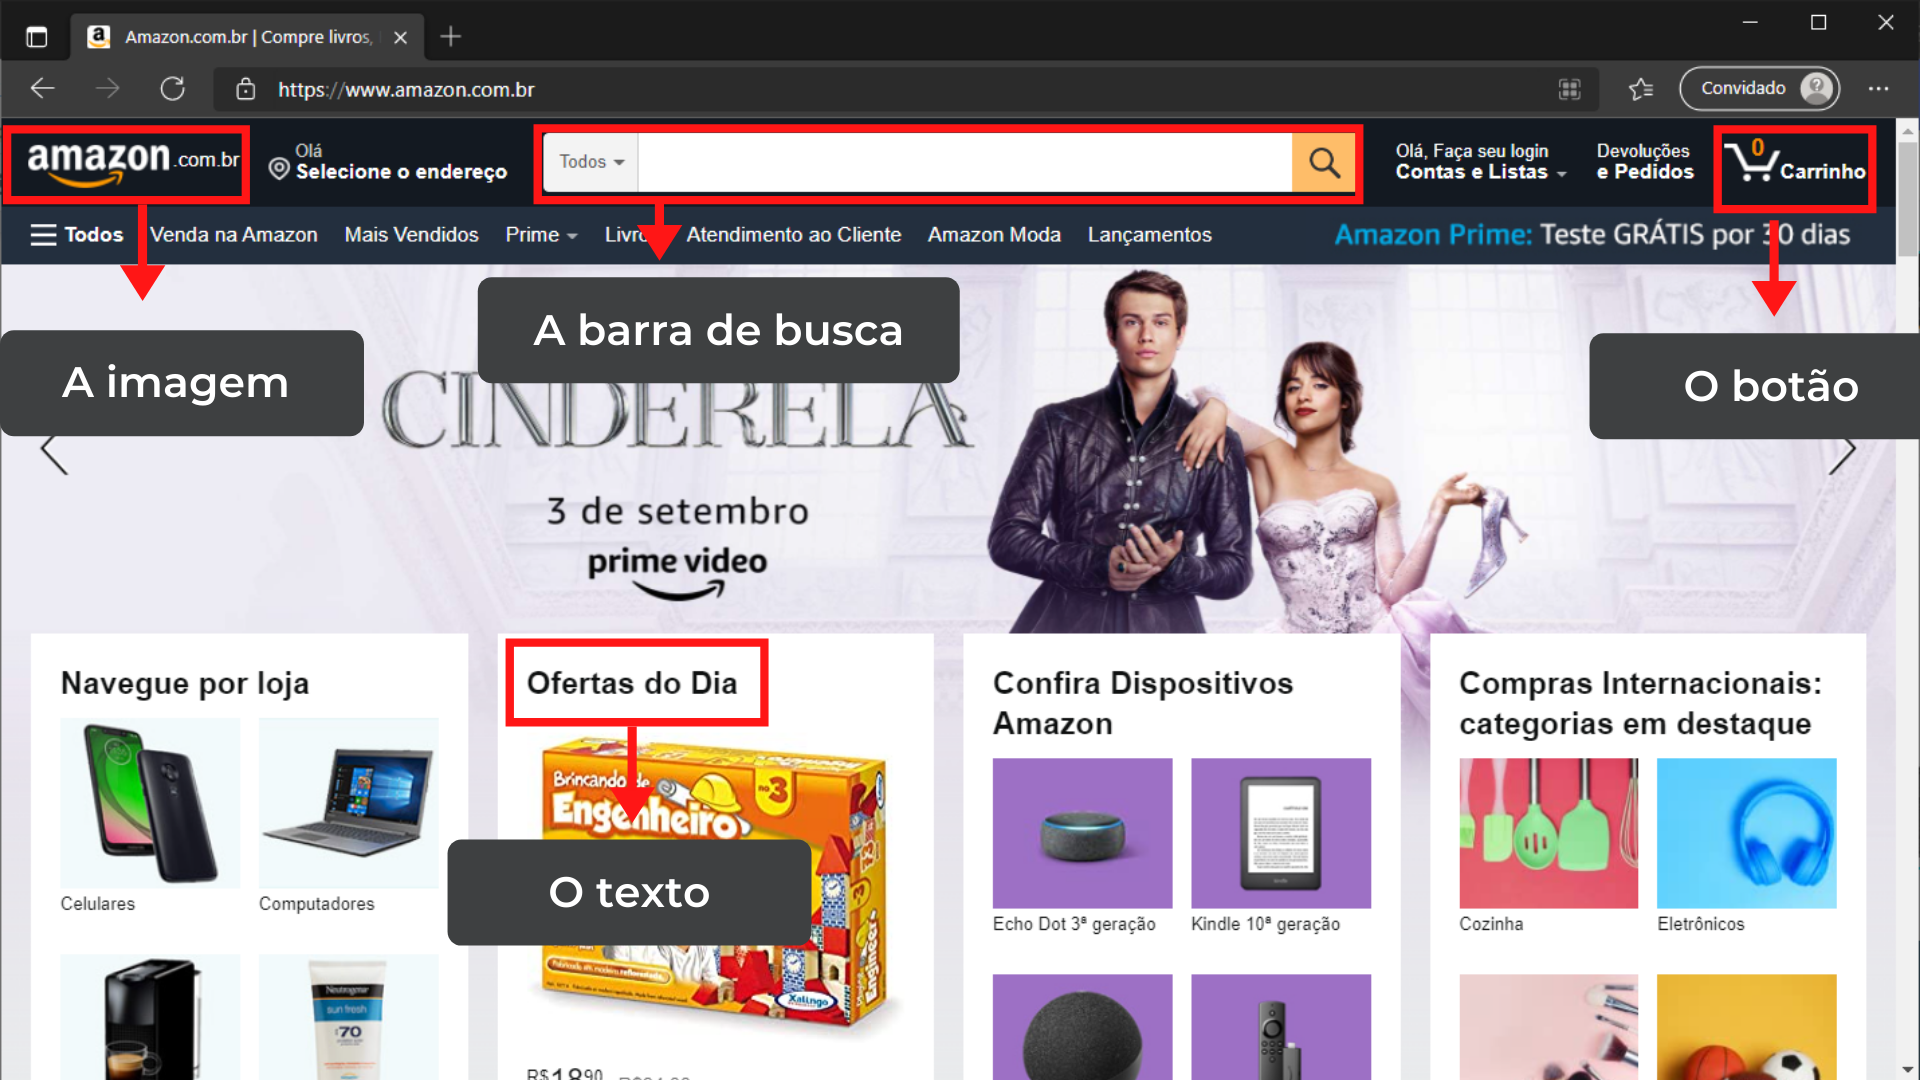 Amazon.com.br | Compre livros,
https://www.amazon.com.br
Convidado
amazon.com.br
Olá
Selecione o endereço
Todos
Olá, Faça seu login
Contas e Listas
Devoluções
e Pedidos
0
Carrinho
Todos
Venda na Amazon
Mais Vendidos
Prime
Livro
Atendimento ao Cliente
Amazon Moda
Lançamentos
Amazon Prime: Teste GRÁTIS por 30 dias
A imagem
A barra de busca
O botão
CINDERELA
3 de setembro
prime video
Navegue por loja
Ofertas do Dia
Confira Dispositivos
Amazon
Compras Internacionais:
categorias em destaque
Brincando de
Engenheiro
nº 3
Xalingo
Engineer
O texto
Celulares
Computadores
Echo Dot 3ª geração
Kindle 10ª geração
Cozinha
Eletrônicos
Neutrogena
sun fresh
70
kindle
R$1890